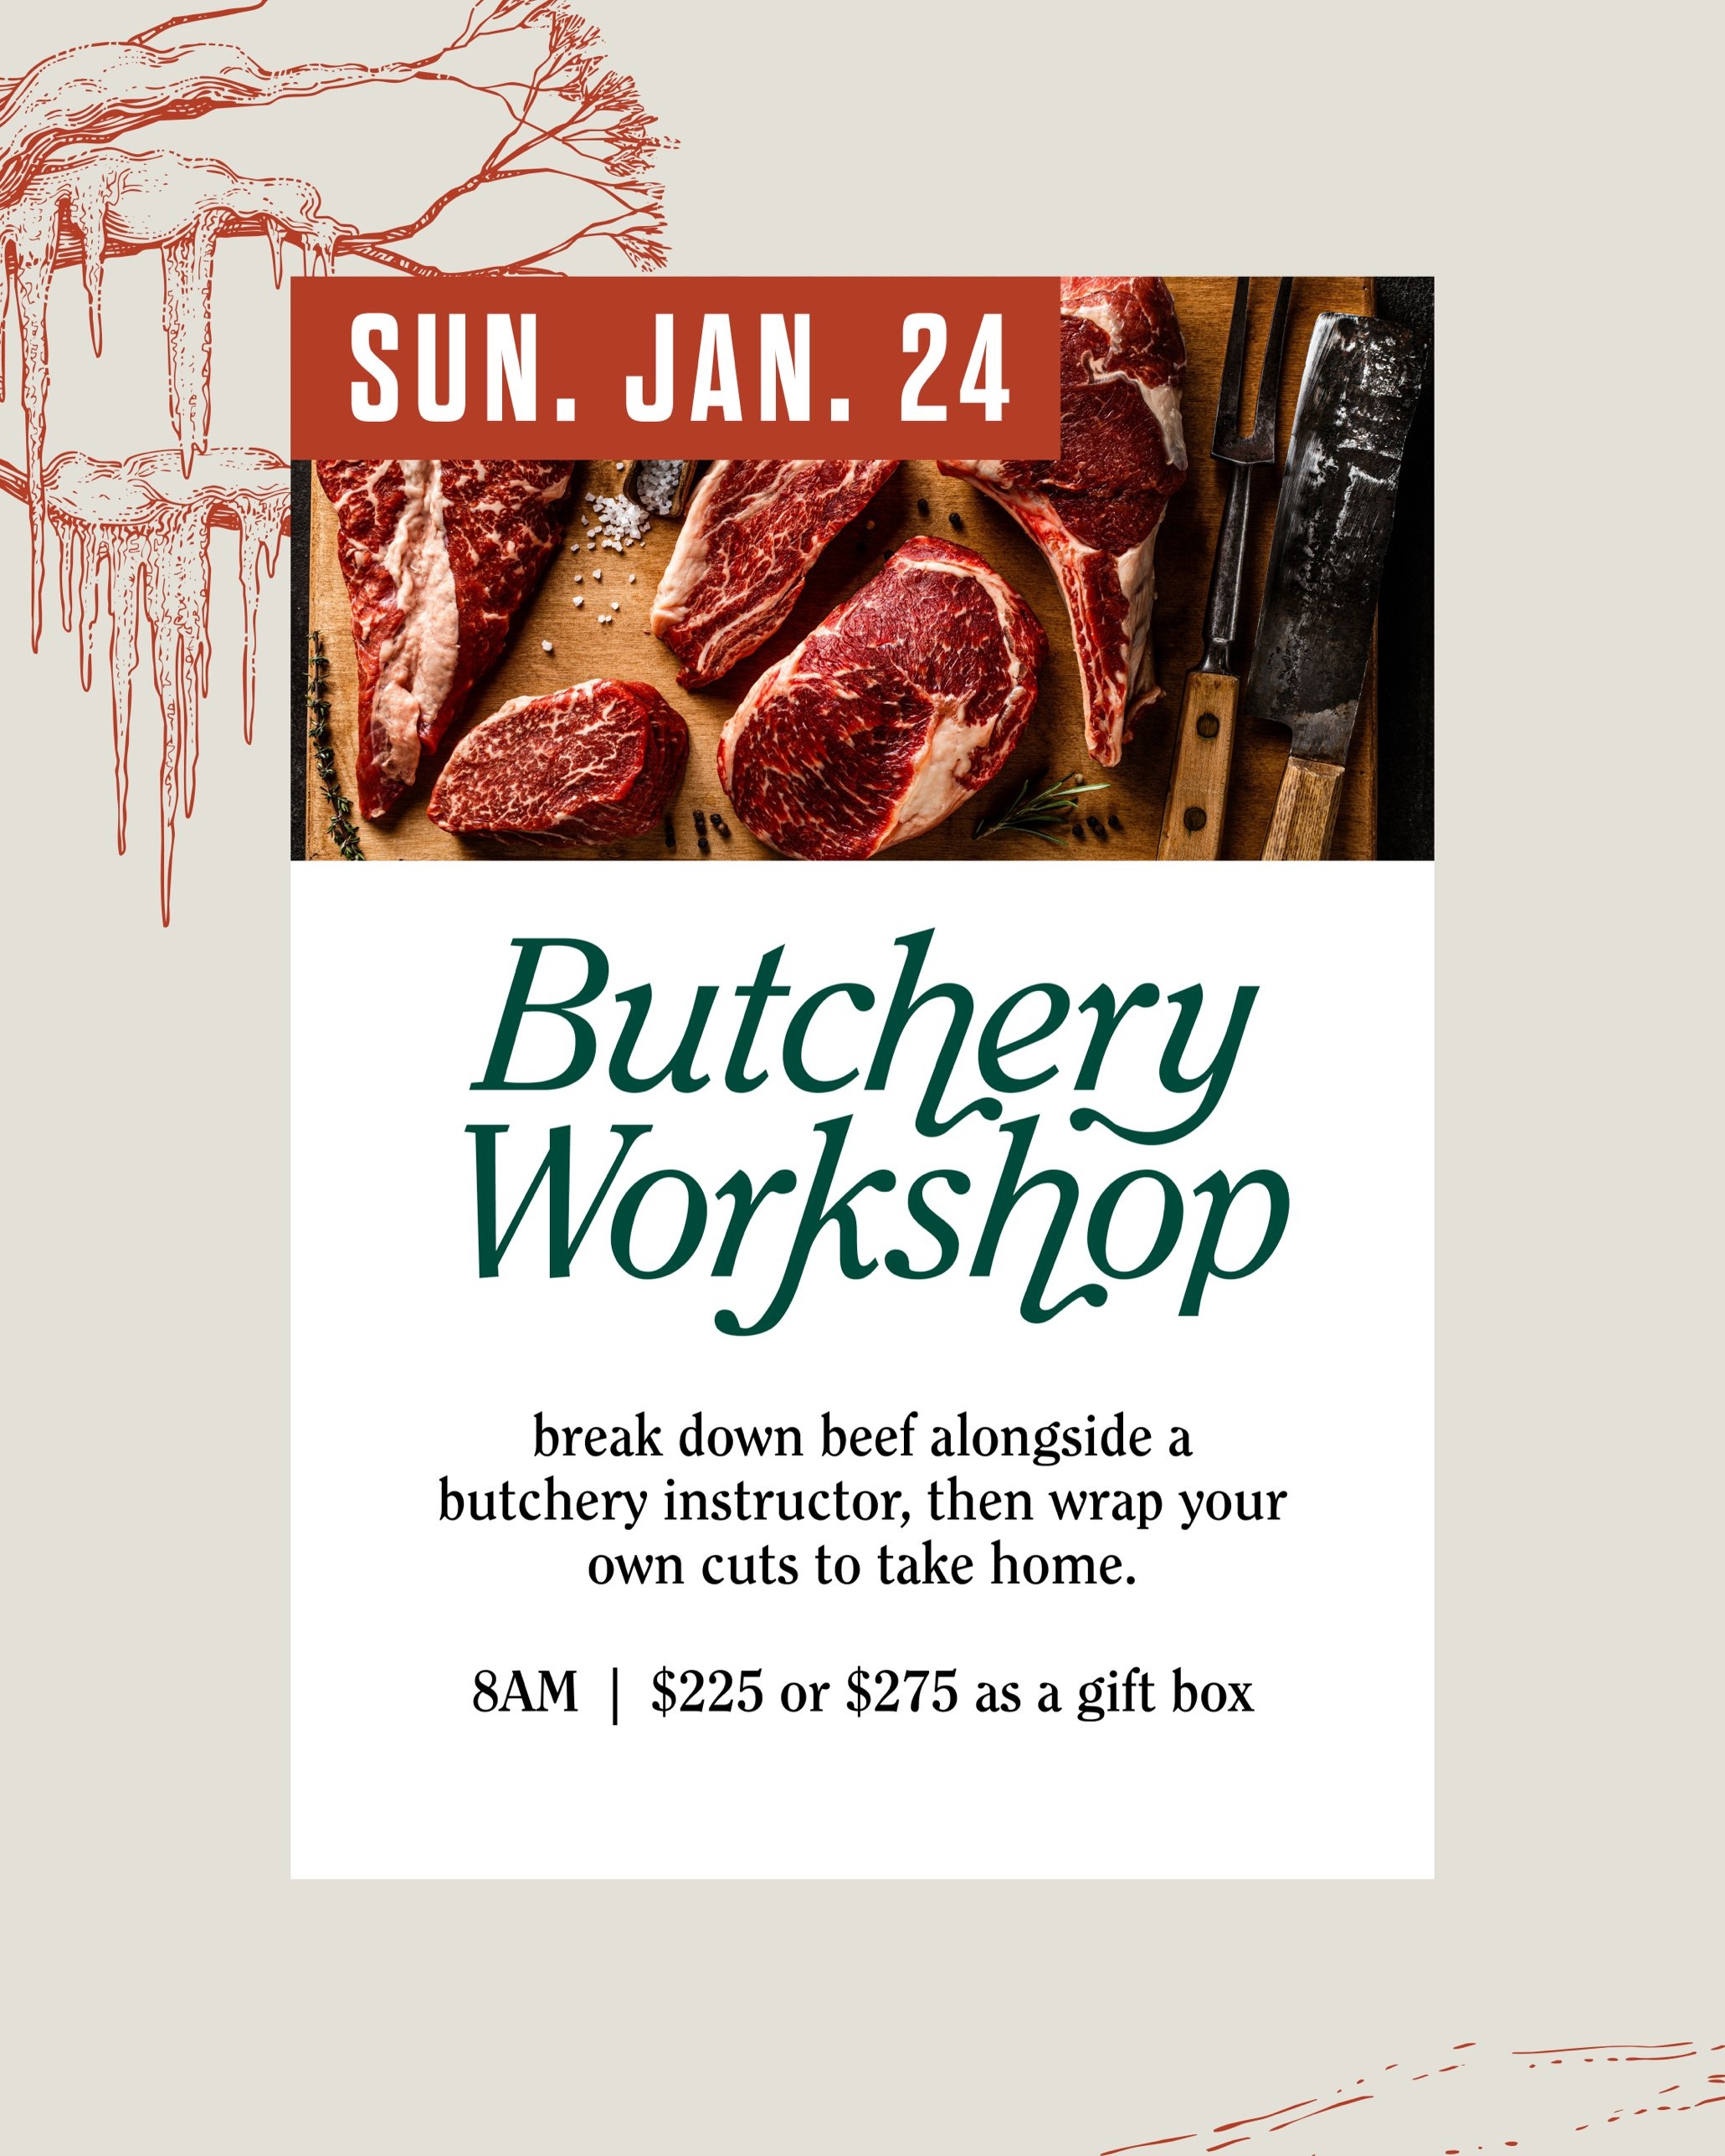 SUN. JAN. 24
Butchery
Workshop
break down beef alongside a
butchery instructor, then wrap your
own cuts to take home.
8AM | $225 or $275 as a gift box